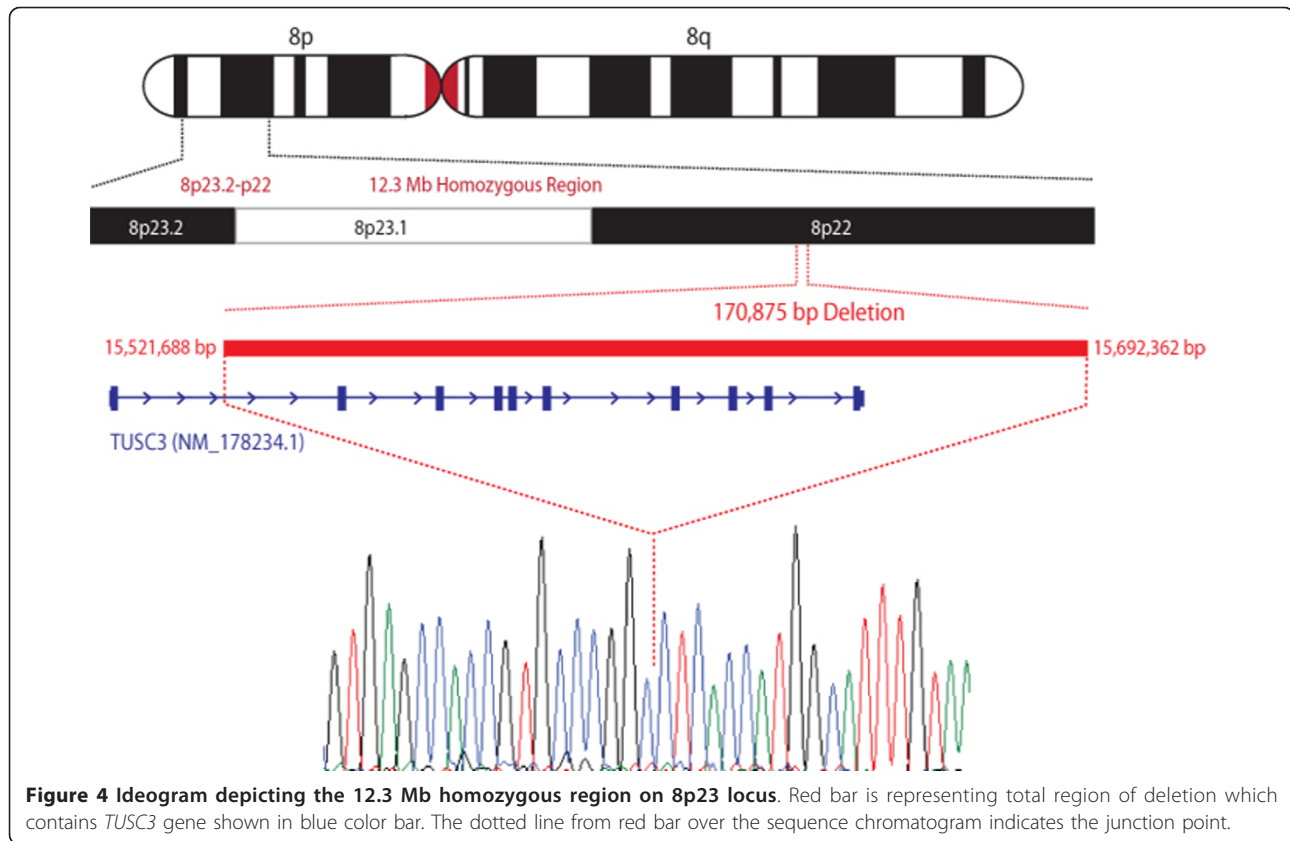 8p 8q
8p23.2-p22 12.3 Mb Homozygous Region
8p23.2 8p23.1 8p22
170,875 bp Deletion
15,521,688 bp 15,692,362 bp
TUSC3 (NM_178234.1)
Figure 4 Ideogram depicting the 12.3 Mb homozygous region on 8p23 locus. Red bar is representing total region of deletion which
contains TUSC3 gene shown in blue color bar. The dotted line from red bar over the sequence chromatogram indicates the junction point.